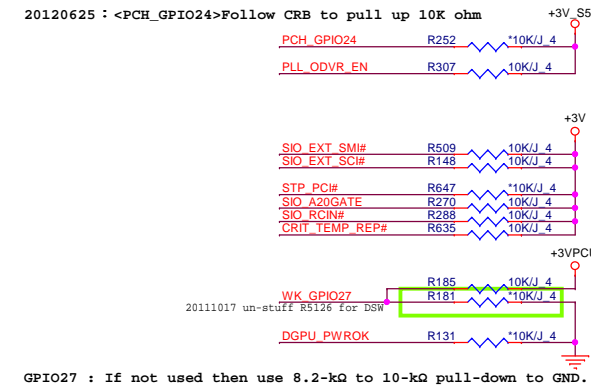 20120625：<PCH_GPIO24>Follow CRB to pull up 10K ohm
+3V_S5
PCH_GPIO24 R252 *10K/J_4
PLL_ODVR_EN R307 10K/J_4
+3V
SIO_EXT_SMI# R509 10K/J_4
SIO_EXT_SCI# R148 10K/J_4
STP_PCI# R647 *10K/J_4
SIO_A20GATE R270 10K/J_4
SIO_RCIN# R288 10K/J_4
CRIT_TEMP_REP# R635 10K/J_4
+3VPCU
R185 10K/J_4
WK_GPIO27 R181 *10K/J_4
20111017 un-stuff R5126 for DSW
DGPU_PWROK R131 *10K/J_4
GPIO27 : If not used then use 8.2-kΩ to 10-kΩ pull-down to GND.